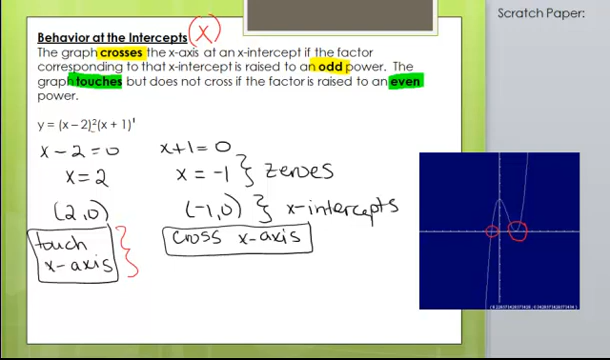 Scratch Paper:
Behavior at the Intercepts (X)
The graph crosses the x-axis at an x-intercept if the factor
corresponding to that x-intercept is raised to an odd power. The
graph touches but does not cross if the factor is raised to an even
power.
y = (x – 2)²(x + 1)¹
x – 2 = 0 x + 1 = 0
x = 2 x = -1 } zeroes
(2,0) (-1,0) } x-intercepts
touch cross x-axis
x-axis